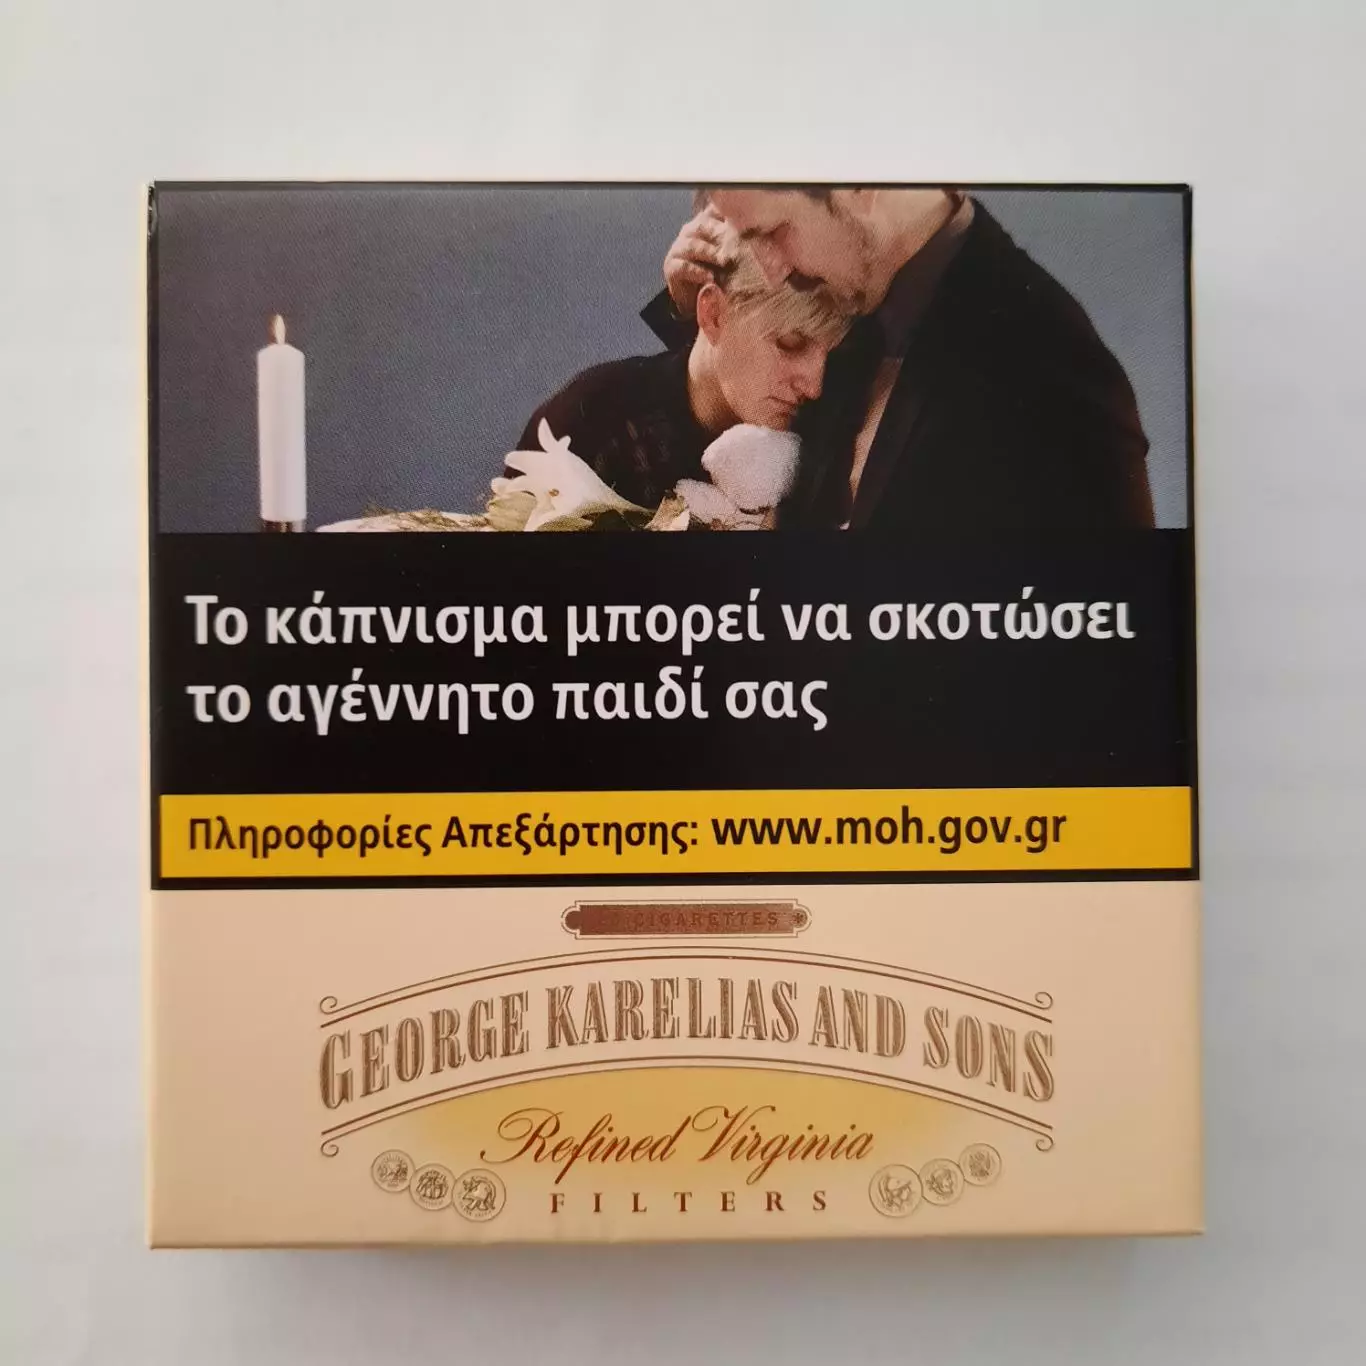 Το κάπνισμα μπορεί να σκοτώσει
το αγέννητο παιδί σας
Πληροφορίες Απεξάρτησης: www.moh.gov.gr
CIGARETTES
GEORGE KARELIAS AND SONS
Refined Virginia
FILTERS